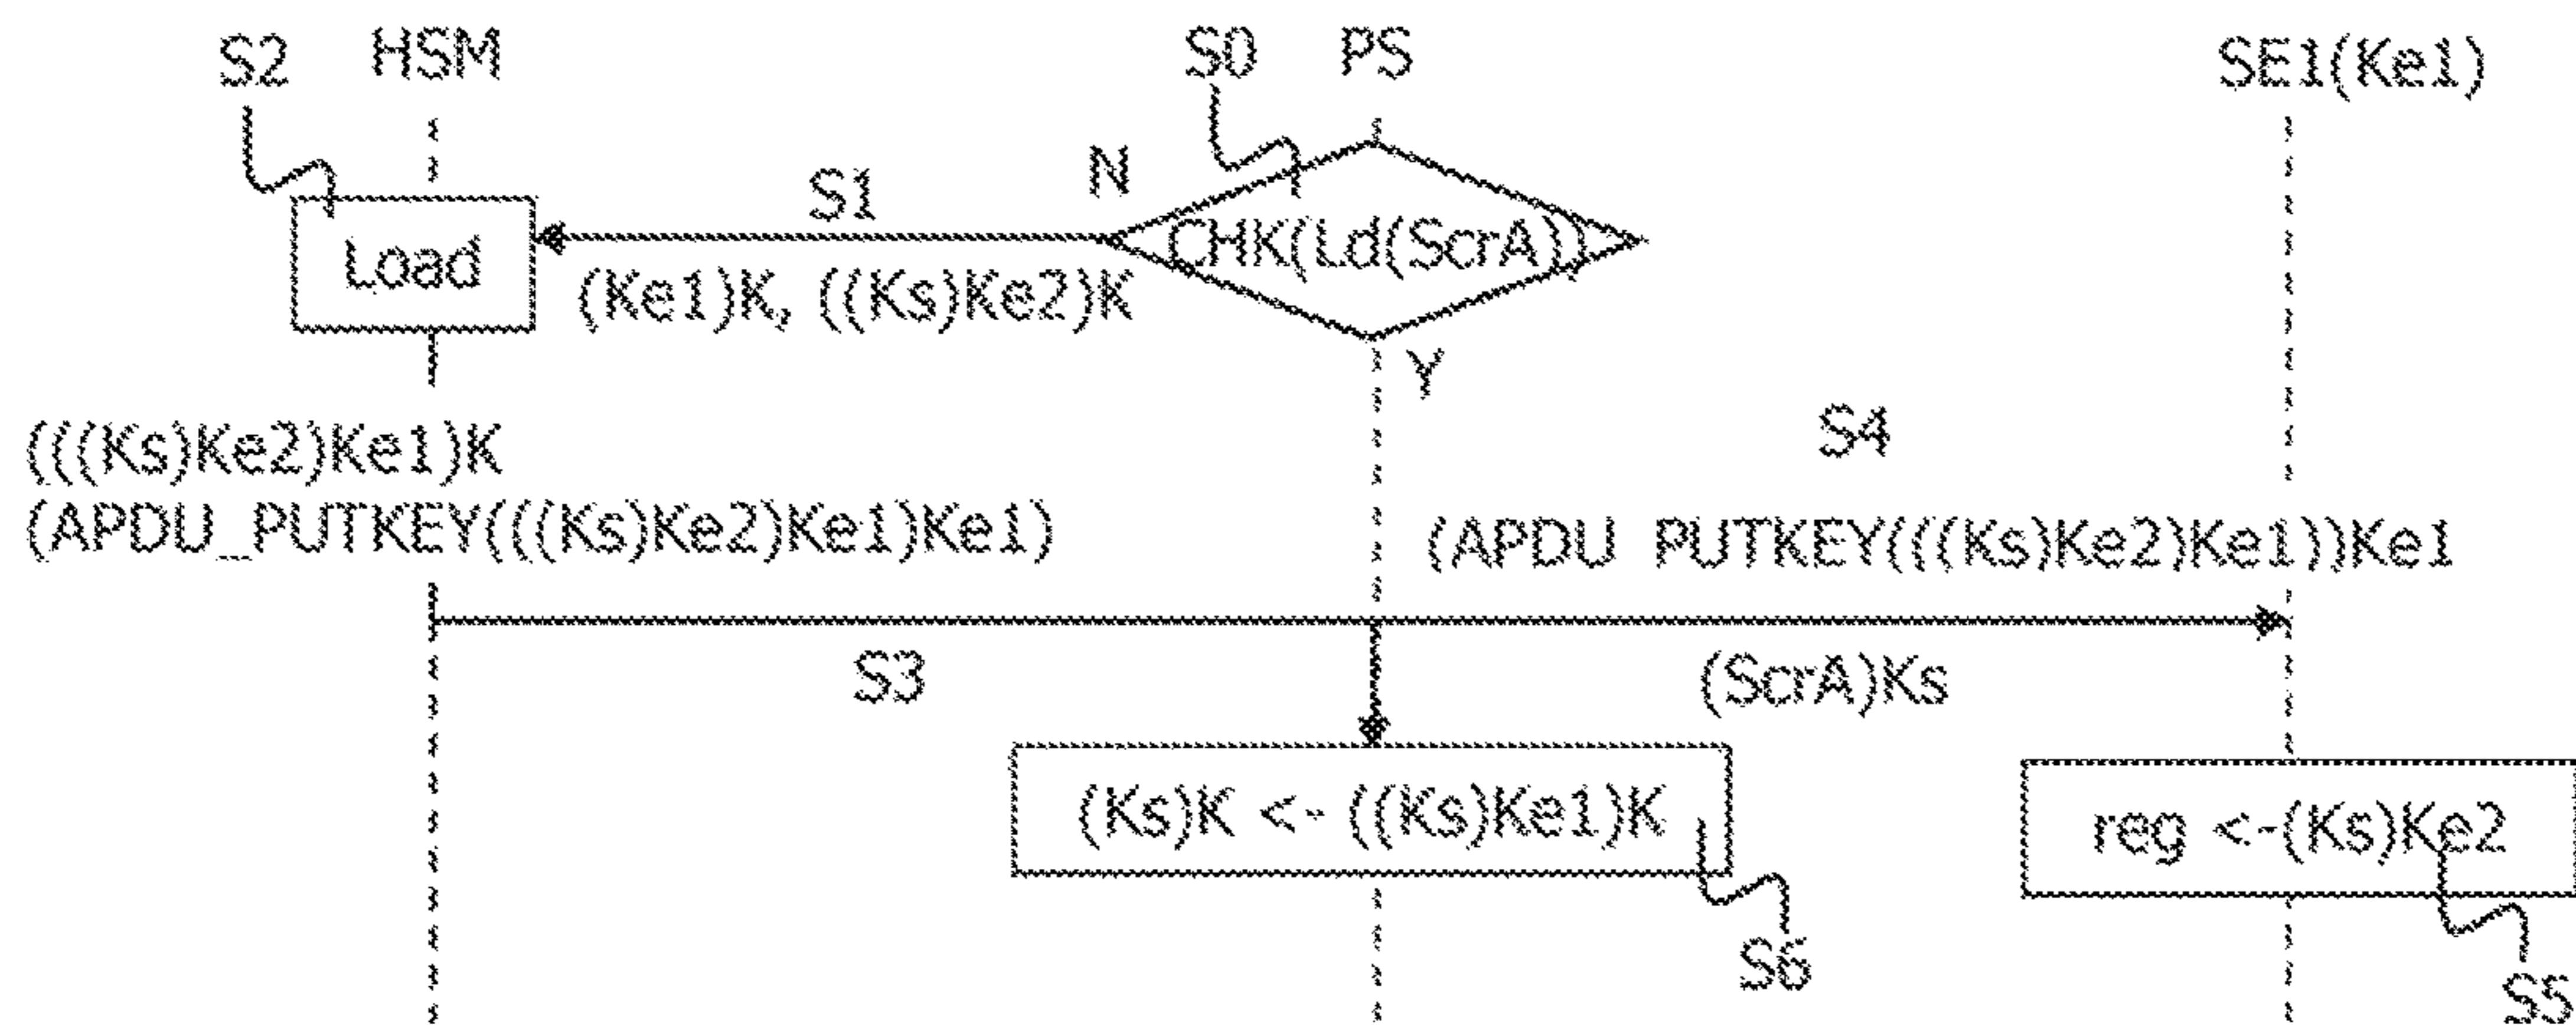 S2 HSM S0 PS SE1(Ke1)
N
S1
CHK(Ld(ScrA))
Load
(Ke1)K, ((Ks)Ke2)K
Y
S4
(((Ks)Ke2)Ke1)K
(APDU_PUTKEY(((Ks)Ke2)Ke1)Ke1)
(APDU PUTKEY(((Ks)Ke2)Ke1))Ke1
S3
(ScrA)Ks
(Ks)K <- ((Ks)Ke1)K
reg <-(Ks)Ke2
S6
S5